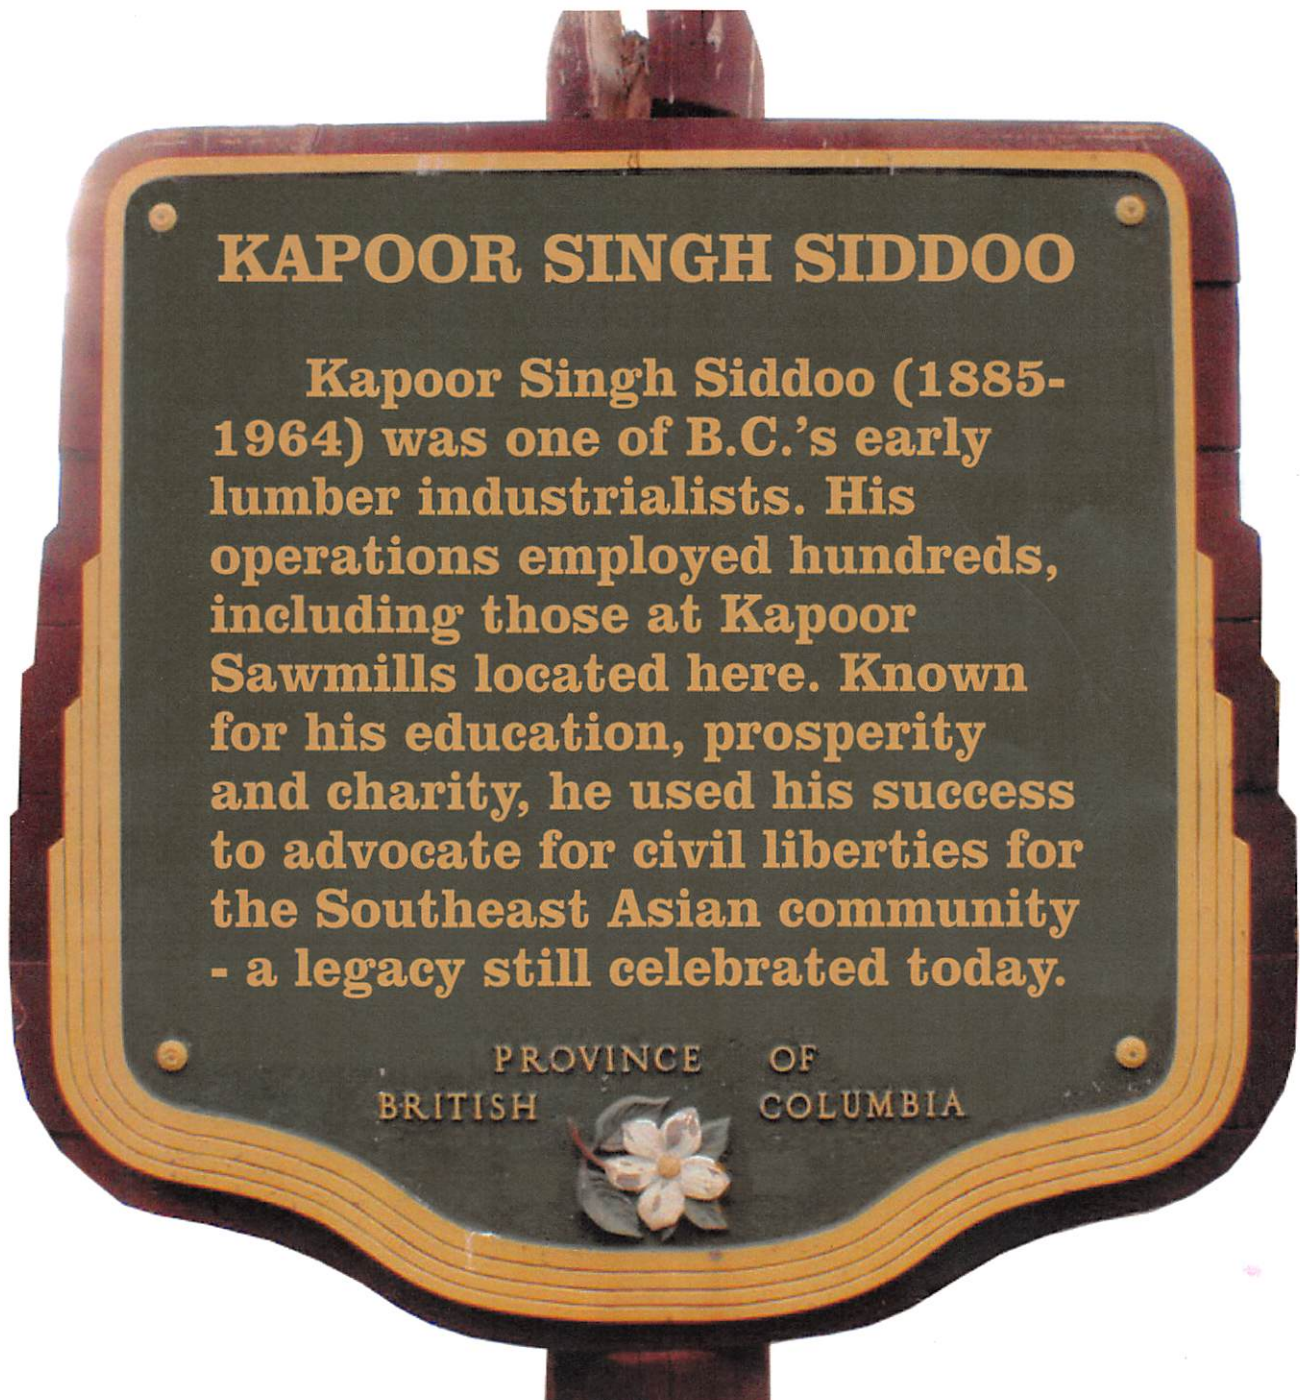 KAPOOR SINGH SIDDOO
Kapoor Singh Siddoo (1885-
1964) was one of B.C.'s early
lumber industrialists. His
operations employed hundreds,
including those at Kapoor
Sawmills located here. Known
for his education, prosperity
and charity, he used his success
to advocate for civil liberties for
the Southeast Asian community
- a legacy still celebrated today.
PROVINCE OF
BRITISH COLUMBIA